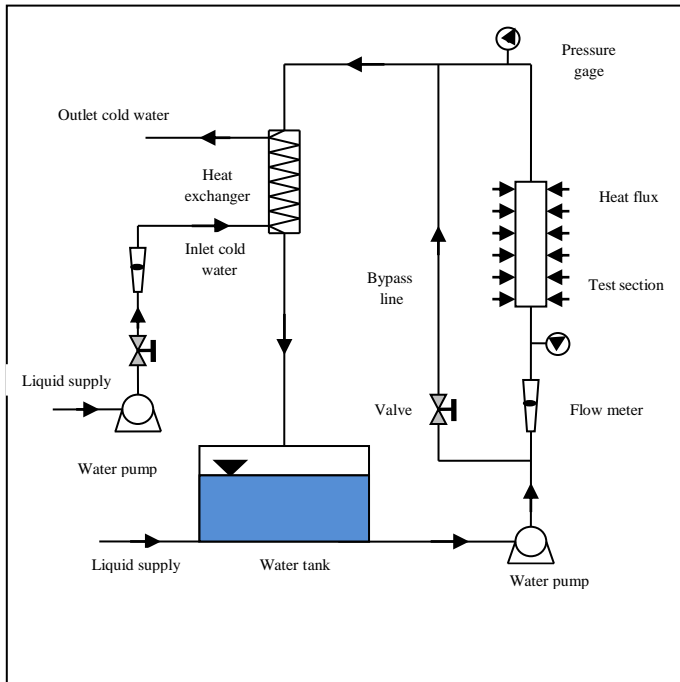 Pressure
gage
Outlet cold water
Heat
exchanger
Heat flux
Inlet cold
water
Bypass
line
Test section
Liquid supply
Valve
Flow meter
Water pump
Liquid supply
Water tank
Water pump